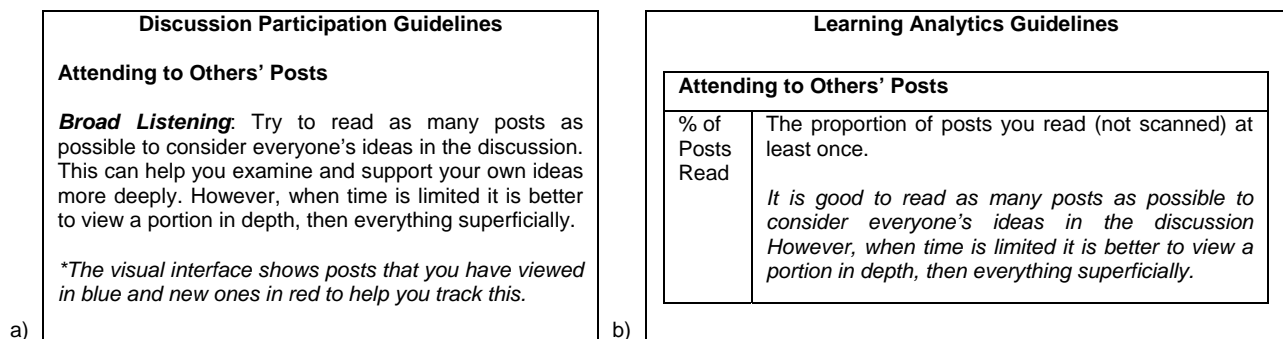 Discussion Participation Guidelines
Attending to Others’ Posts
Broad Listening: Try to read as many posts as
possible to consider everyone’s ideas in the discussion.
This can help you examine and support your own ideas
more deeply. However, when time is limited it is better
to view a portion in depth, then everything superficially.
*The visual interface shows posts that you have viewed
in blue and new ones in red to help you track this.
a)
Learning Analytics Guidelines
Attending to Others’ Posts
% of
Posts
Read
The proportion of posts you read (not scanned) at
least once.
It is good to read as many posts as possible to
consider everyone’s ideas in the discussion
However, when time is limited it is better to view a
portion in depth, then everything superficially.
b)